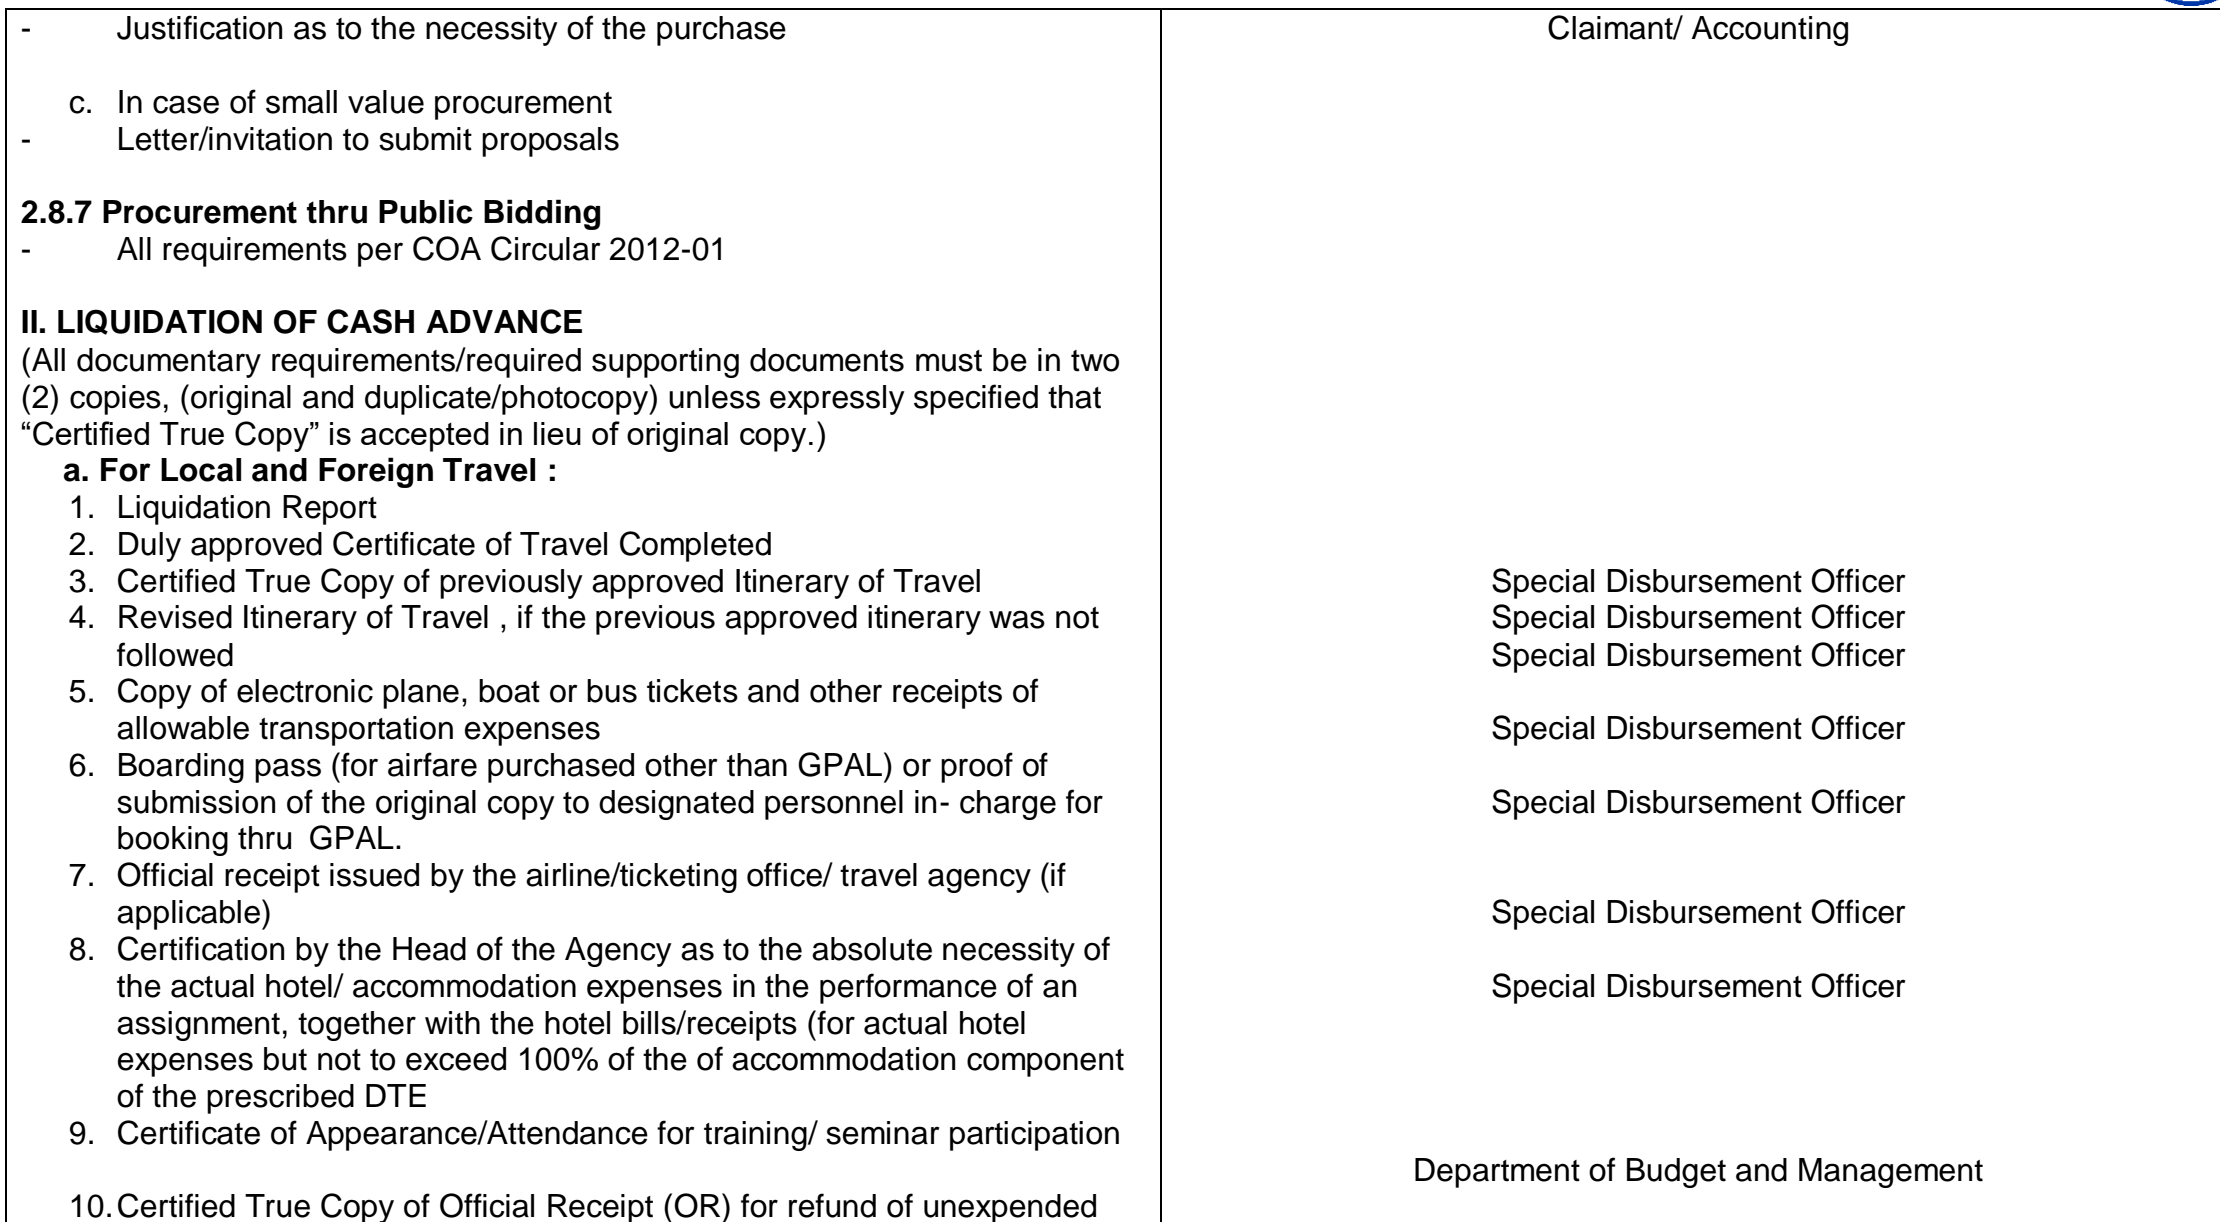 - Justification as to the necessity of the purchase
Claimant/ Accounting
c. In case of small value procurement
- Letter/invitation to submit proposals
2.8.7 Procurement thru Public Bidding
- All requirements per COA Circular 2012-01
II. LIQUIDATION OF CASH ADVANCE
(All documentary requirements/required supporting documents must be in two
(2) copies, (original and duplicate/photocopy) unless expressly specified that
“Certified True Copy” is accepted in lieu of original copy.)
a. For Local and Foreign Travel :
1. Liquidation Report
2. Duly approved Certificate of Travel Completed
3. Certified True Copy of previously approved Itinerary of Travel
4. Revised Itinerary of Travel , if the previous approved itinerary was not
followed
5. Copy of electronic plane, boat or bus tickets and other receipts of
allowable transportation expenses
6. Boarding pass (for airfare purchased other than GPAL) or proof of
submission of the original copy to designated personnel in- charge for
booking thru GPAL.
7. Official receipt issued by the airline/ticketing office/ travel agency (if
applicable)
8. Certification by the Head of the Agency as to the absolute necessity of
the actual hotel/ accommodation expenses in the performance of an
assignment, together with the hotel bills/receipts (for actual hotel
expenses but not to exceed 100% of the of accommodation component
of the prescribed DTE
9. Certificate of Appearance/Attendance for training/ seminar participation
10. Certified True Copy of Official Receipt (OR) for refund of unexpended
Special Disbursement Officer
Special Disbursement Officer
Special Disbursement Officer
Special Disbursement Officer
Special Disbursement Officer
Special Disbursement Officer
Special Disbursement Officer
Department of Budget and Management